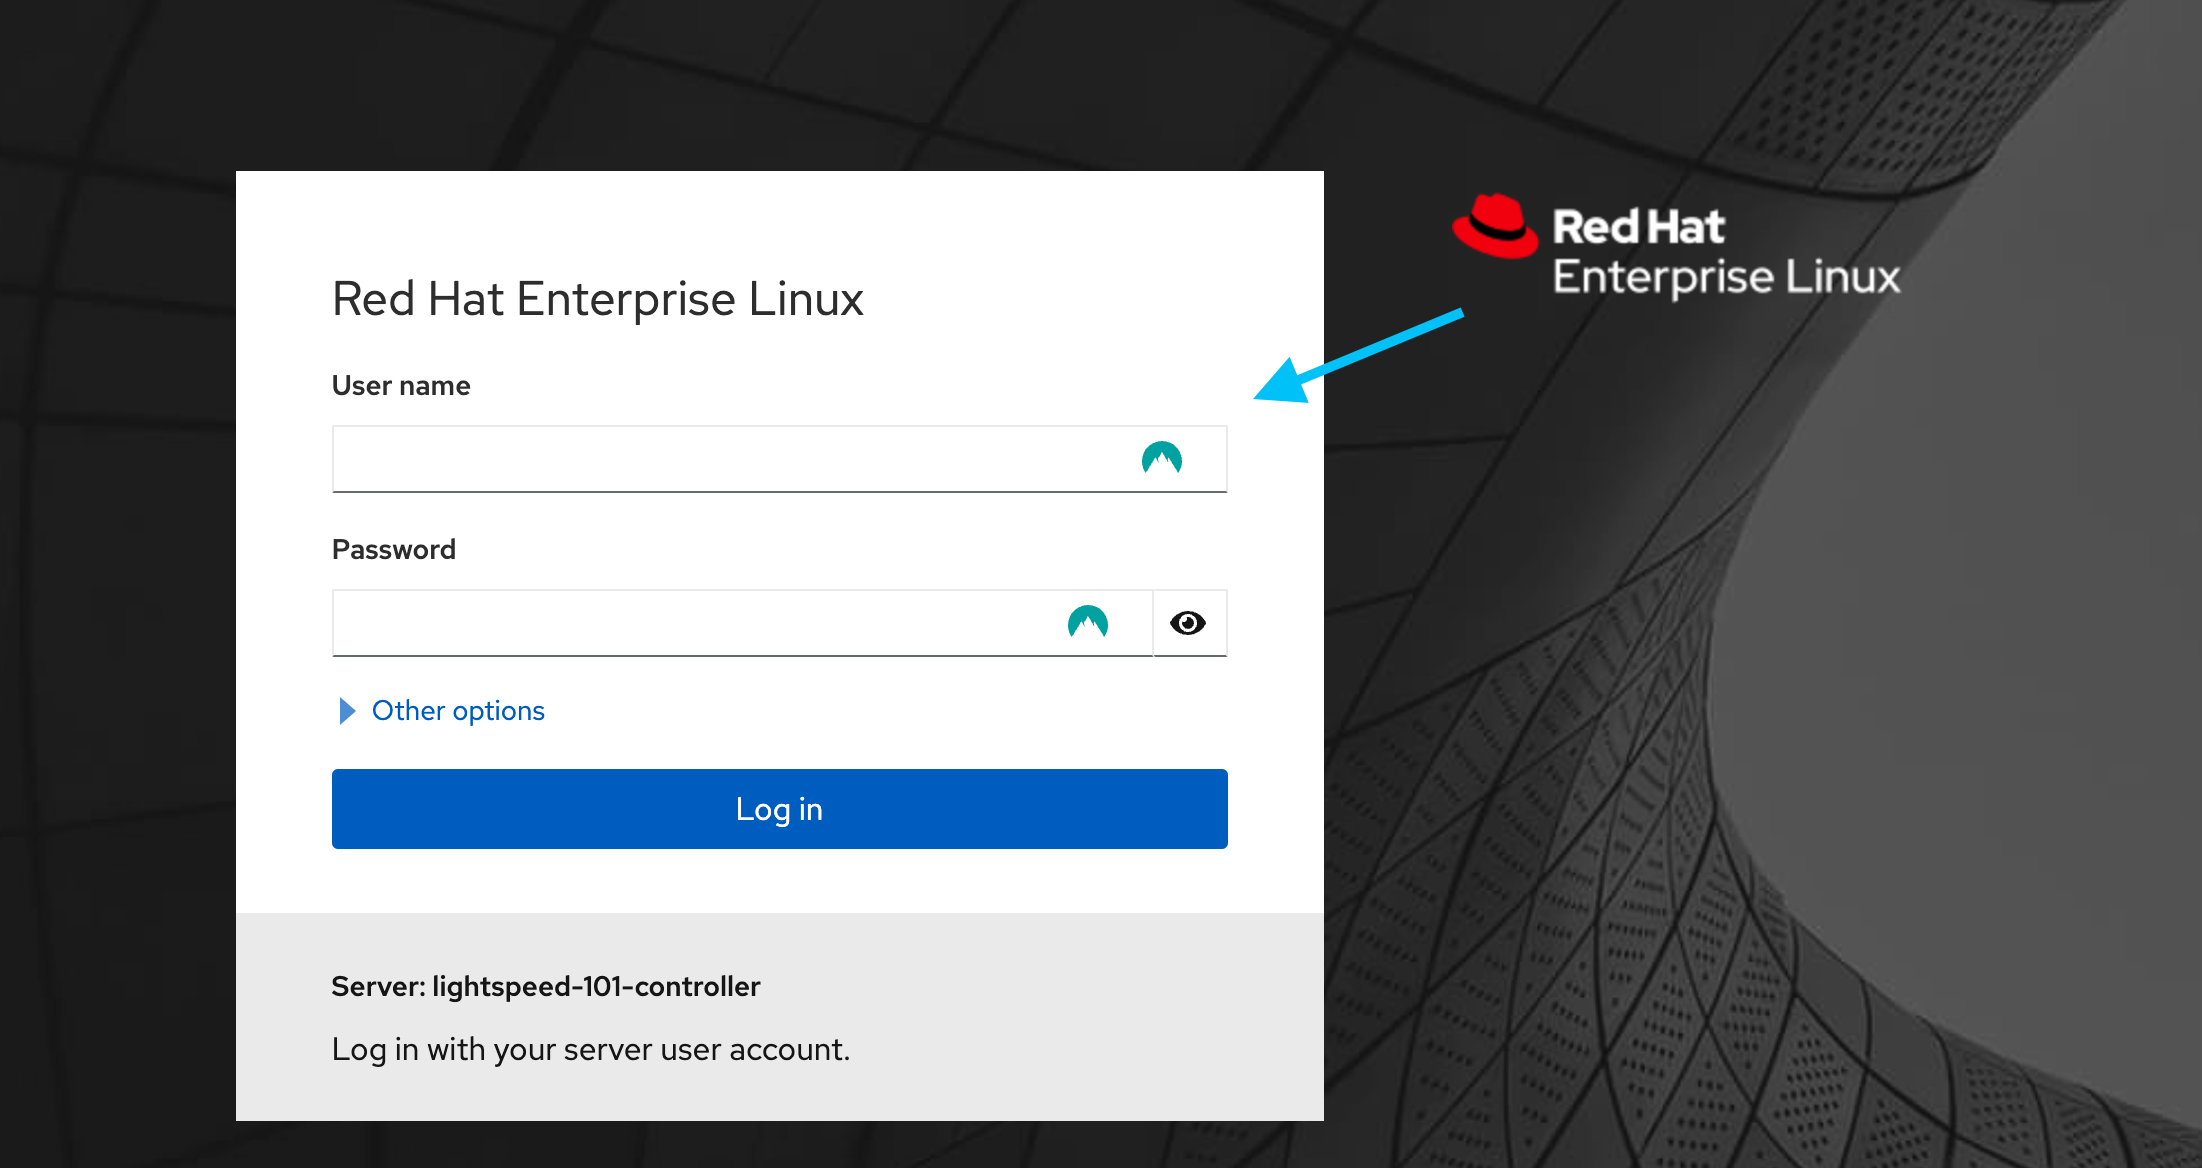 Red Hat Enterprise Linux
User name
Password
Other options
Log in
Server: lightspeed-101-controller
Log in with your server user account.
Red Hat
Enterprise Linux